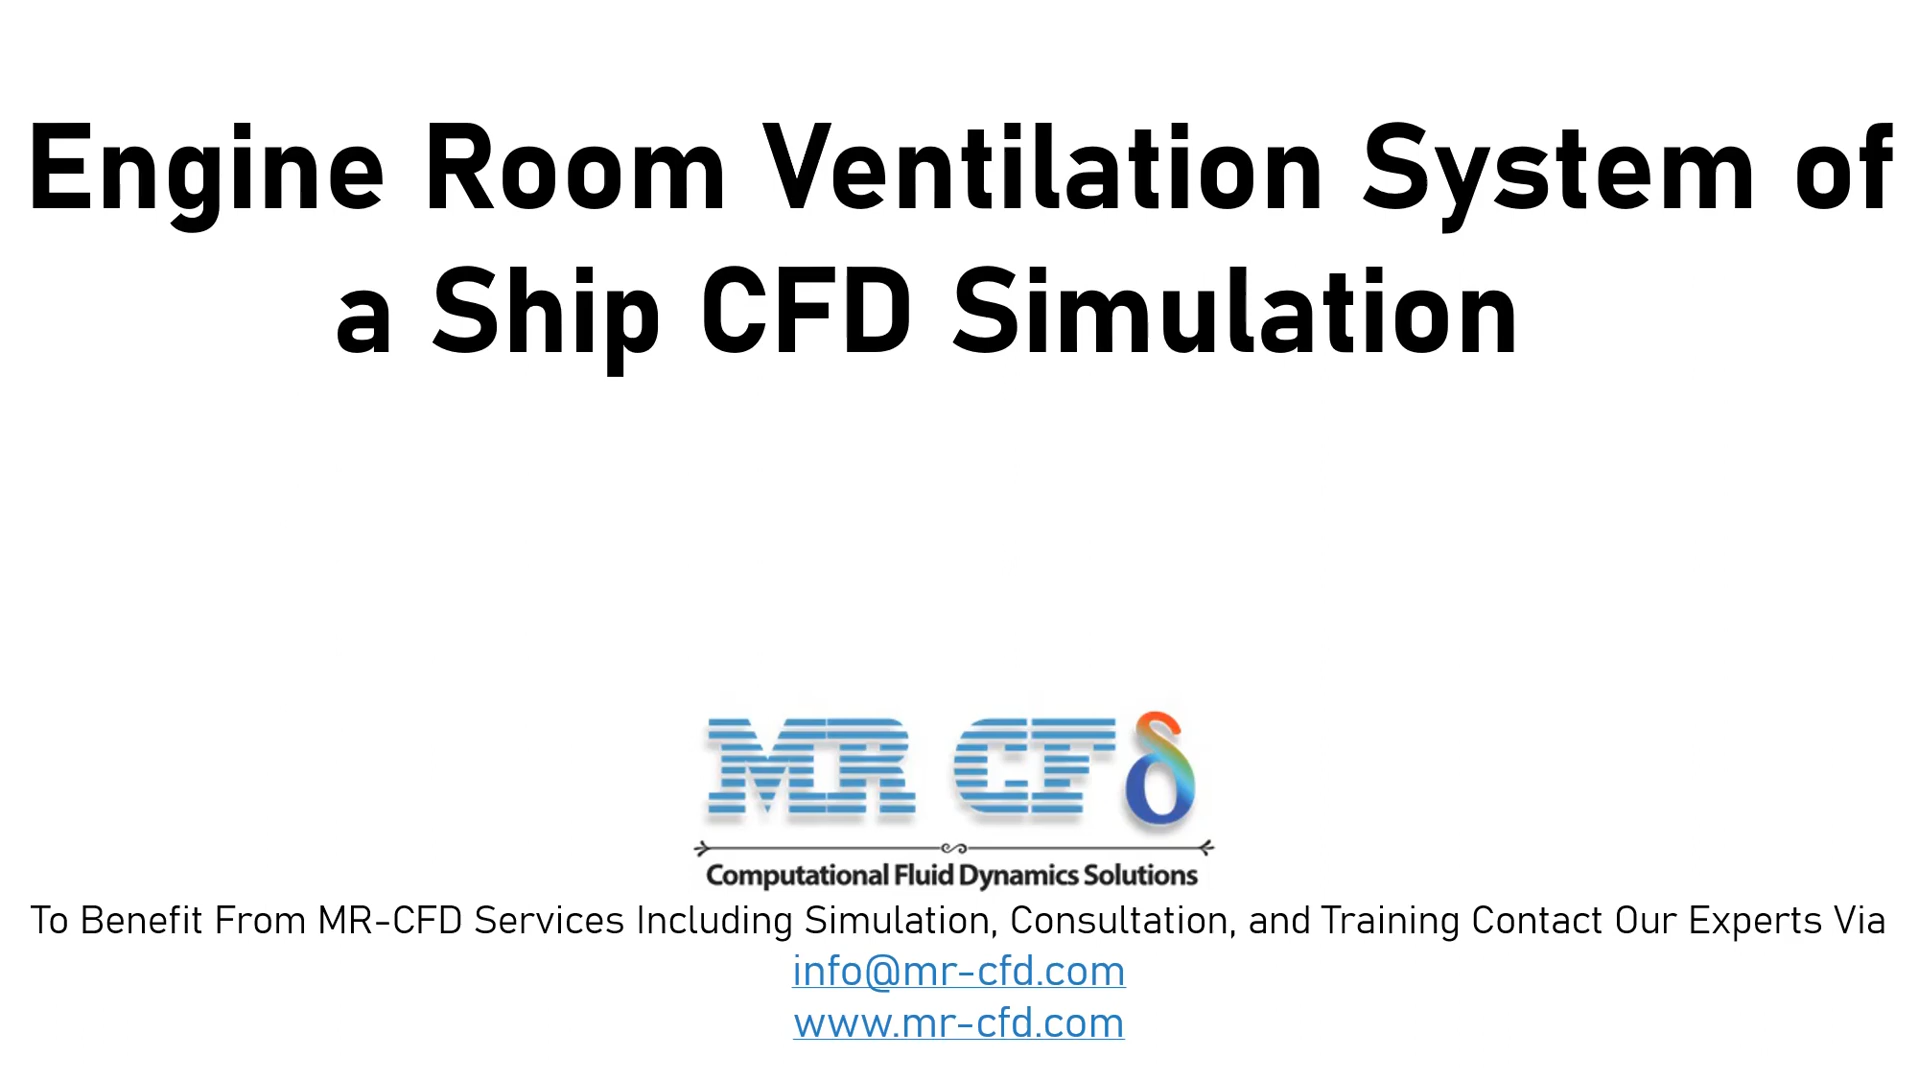 Engine Room Ventilation System of
a Ship CFD Simulation
MR CFδ
Computational Fluid Dynamics Solutions
To Benefit From MR-CFD Services Including Simulation, Consultation, and Training Contact Our Experts Via
info@mr-cfd.com
www.mr-cfd.com